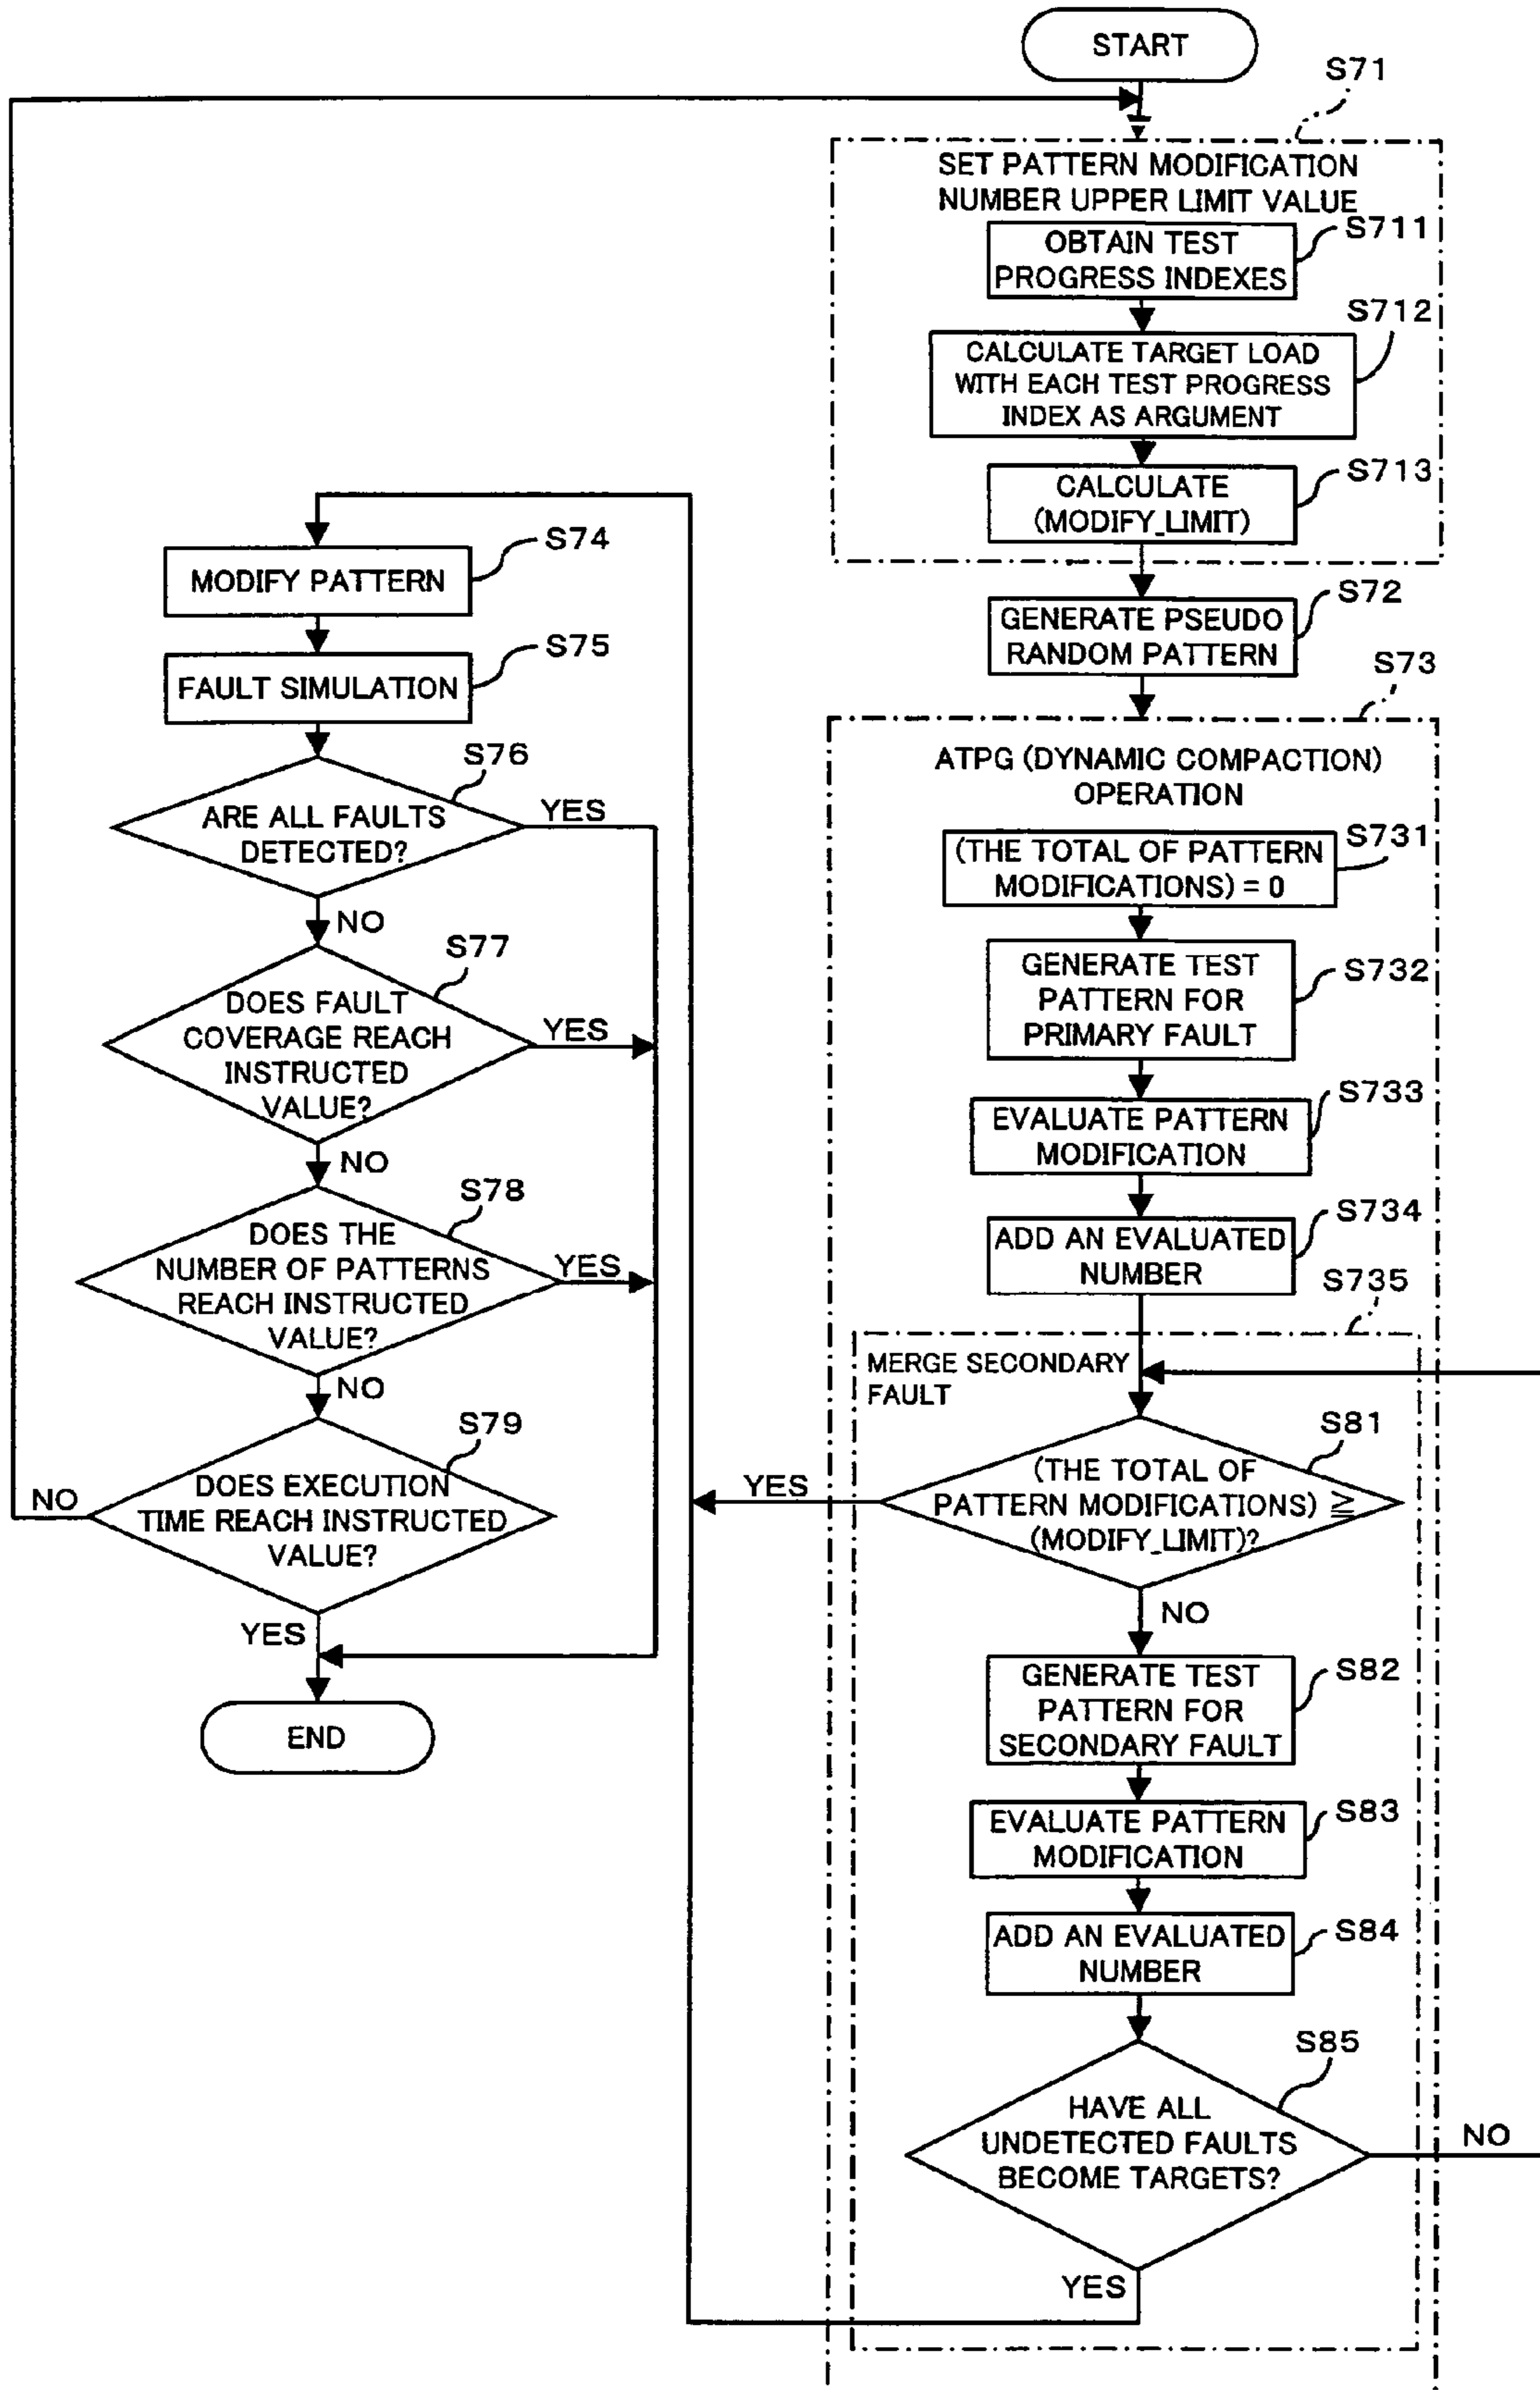 START
S71
SET PATTERN MODIFICATION
NUMBER UPPER LIMIT VALUE
S711
OBTAIN TEST
PROGRESS INDEXES
S712
CALCULATE TARGET LOAD
WITH EACH TEST PROGRESS
INDEX AS ARGUMENT
S713
CALCULATE
(MODIFY_LIMIT)
S72
GENERATE PSEUDO
RANDOM PATTERN
S73
ATPG (DYNAMIC COMPACTION)
OPERATION
S731
(THE TOTAL OF PATTERN
MODIFICATIONS) = 0
S732
GENERATE TEST
PATTERN FOR
PRIMARY FAULT
S733
EVALUATE PATTERN
MODIFICATION
S734
ADD AN EVALUATED
NUMBER
S735
MERGE SECONDARY
FAULT
S81
(THE TOTAL OF
PATTERN MODIFICATIONS) ≧
(MODIFY_LIMIT)?
YES
NO
S82
GENERATE TEST
PATTERN FOR
SECONDARY FAULT
S83
EVALUATE PATTERN
MODIFICATION
S84
ADD AN EVALUATED
NUMBER
S85
HAVE ALL
UNDETECTED FAULTS
BECOME TARGETS?
NO
YES
S74
MODIFY PATTERN
S75
FAULT SIMULATION
S76
ARE ALL FAULTS
DETECTED?
YES
NO
S77
DOES FAULT
COVERAGE REACH
INSTRUCTED
VALUE?
YES
NO
S78
DOES THE
NUMBER OF PATTERNS
REACH INSTRUCTED
VALUE?
YES
NO
S79
DOES EXECUTION
TIME REACH INSTRUCTED
VALUE?
NO
YES
END